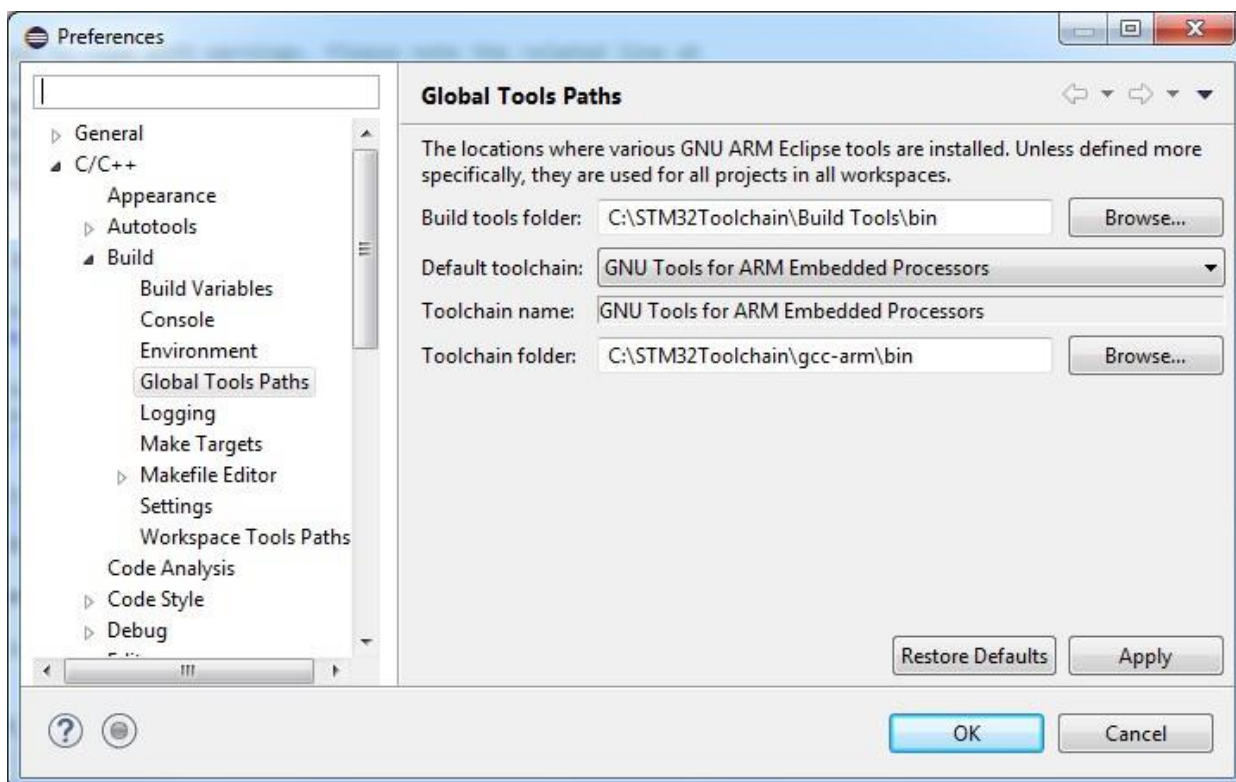 Preferences
Global Tools Paths
General
C/C++
Appearance
Autotools
Build
Build Variables
Console
Environment
Global Tools Paths
Logging
Make Targets
Makefile Editor
Settings
Workspace Tools Paths
Code Analysis
Code Style
Debug
The locations where various GNU ARM Eclipse tools are installed. Unless defined more
specifically, they are used for all projects in all workspaces.
Build tools folder: C:\STM32Toolchain\Build Tools\bin Browse...
Default toolchain: GNU Tools for ARM Embedded Processors
Toolchain name: GNU Tools for ARM Embedded Processors
Toolchain folder: C:\STM32Toolchain\gcc-arm\bin Browse...
Restore Defaults Apply
OK Cancel